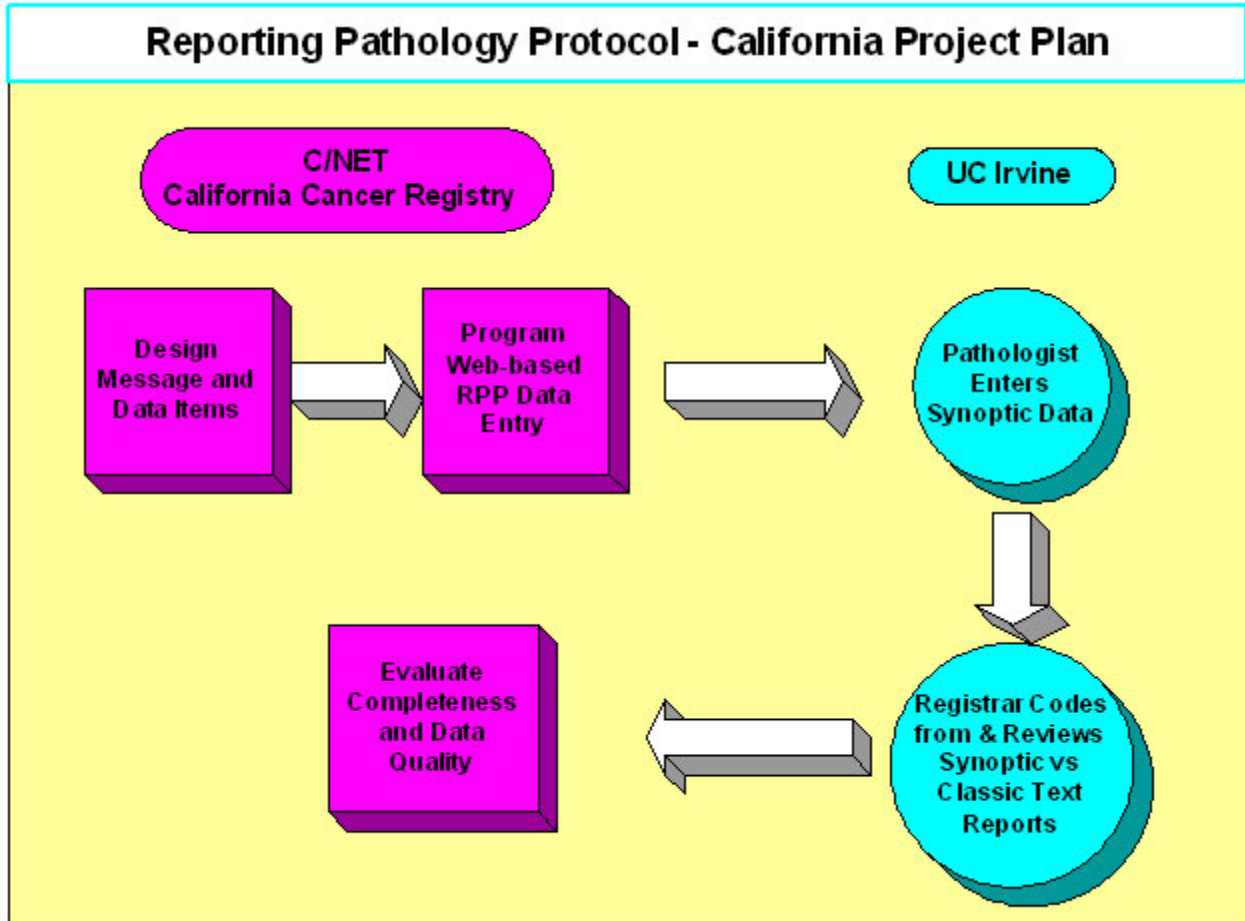 Reporting Pathology Protocol - California Project Plan
C/NET
California Cancer Registry
UC Irvine
Design
Message and
Data Items
Program
Web-based
RPP Data
Entry
Pathologist
Enters
Synoptic Data
Evaluate
Completeness
and Data
Quality
Registrar Codes
from & Reviews
Synoptic vs
Classic Text
Reports